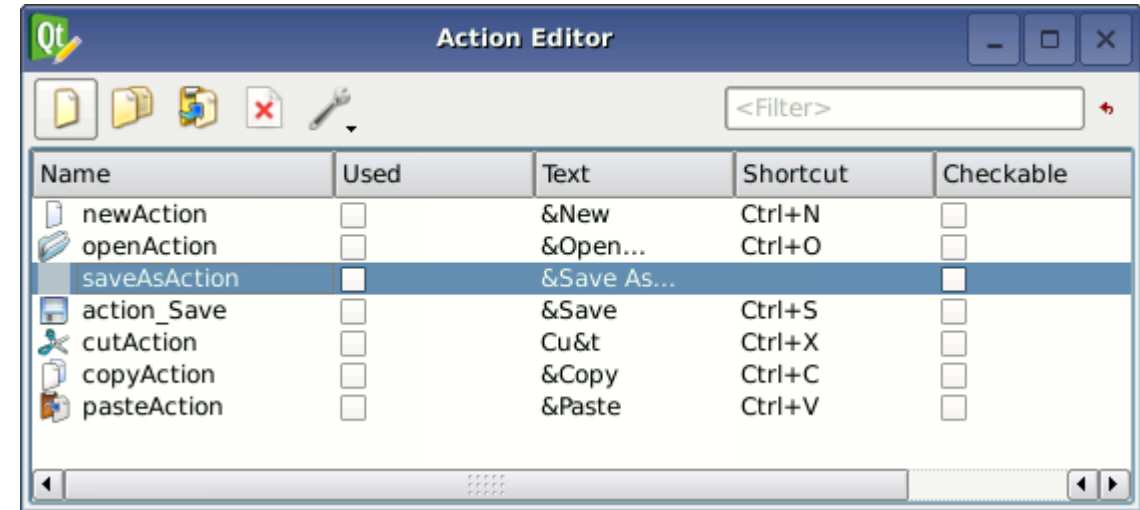 Qt Action Editor
<Filter>
Name Used Text Shortcut Checkable
newAction &New Ctrl+N
openAction &Open... Ctrl+O
saveAsAction &Save As...
action_Save &Save Ctrl+S
cutAction Cu&t Ctrl+X
copyAction &Copy Ctrl+C
pasteAction &Paste Ctrl+V